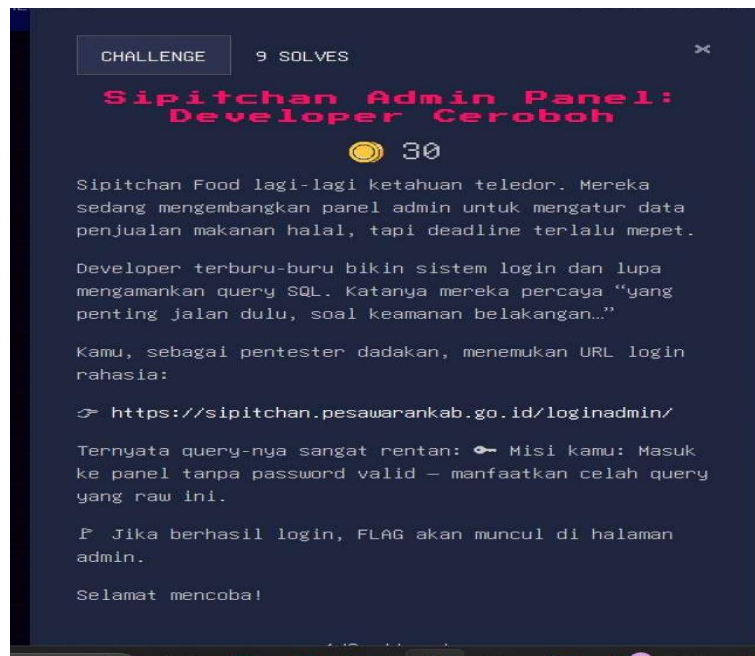 CHALLENGE 9 SOLVES ×
Sipitchan Admin Panel:
Developer Ceroboh
30
Sipitchan Food lagi-lagi ketahuan teledor. Mereka
sedang mengembangkan panel admin untuk mengatur data
penjualan makanan halal, tapi deadline terlalu mepet.
Developer terburu-buru bikin sistem login dan lupa
mengamankan query SQL. Katanya mereka percaya “yang
penting jalan dulu, soal keamanan belakangan…”
Kamu, sebagai pentester dadakan, menemukan URL login
rahasia:
👉 https://sipitchan.pesawarankab.go.id/loginadmin/
Ternyata query-nya sangat rentan: 🔑 Misi kamu: Masuk
ke panel tanpa password valid — manfaatkan celah query
yang raw ini.
🚩 Jika berhasil login, FLAG akan muncul di halaman
admin.
Selamat mencoba!